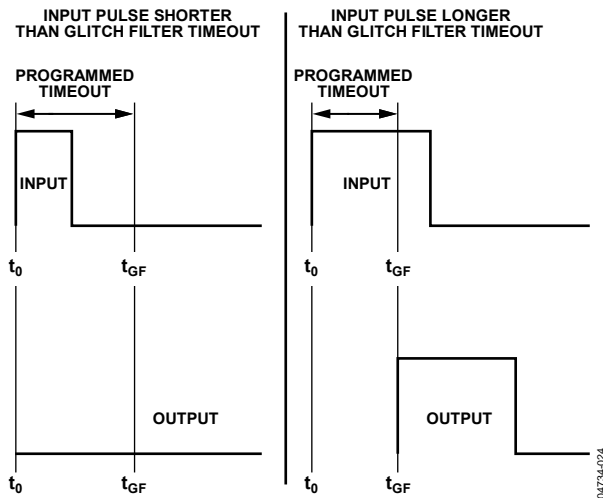 INPUT PULSE SHORTER
THAN GLITCH FILTER TIMEOUT
PROGRAMMED
TIMEOUT
INPUT
t0
tGF
OUTPUT
t0
tGF
INPUT PULSE LONGER
THAN GLITCH FILTER TIMEOUT
PROGRAMMED
TIMEOUT
INPUT
t0
tGF
OUTPUT
t0
tGF
04734-024